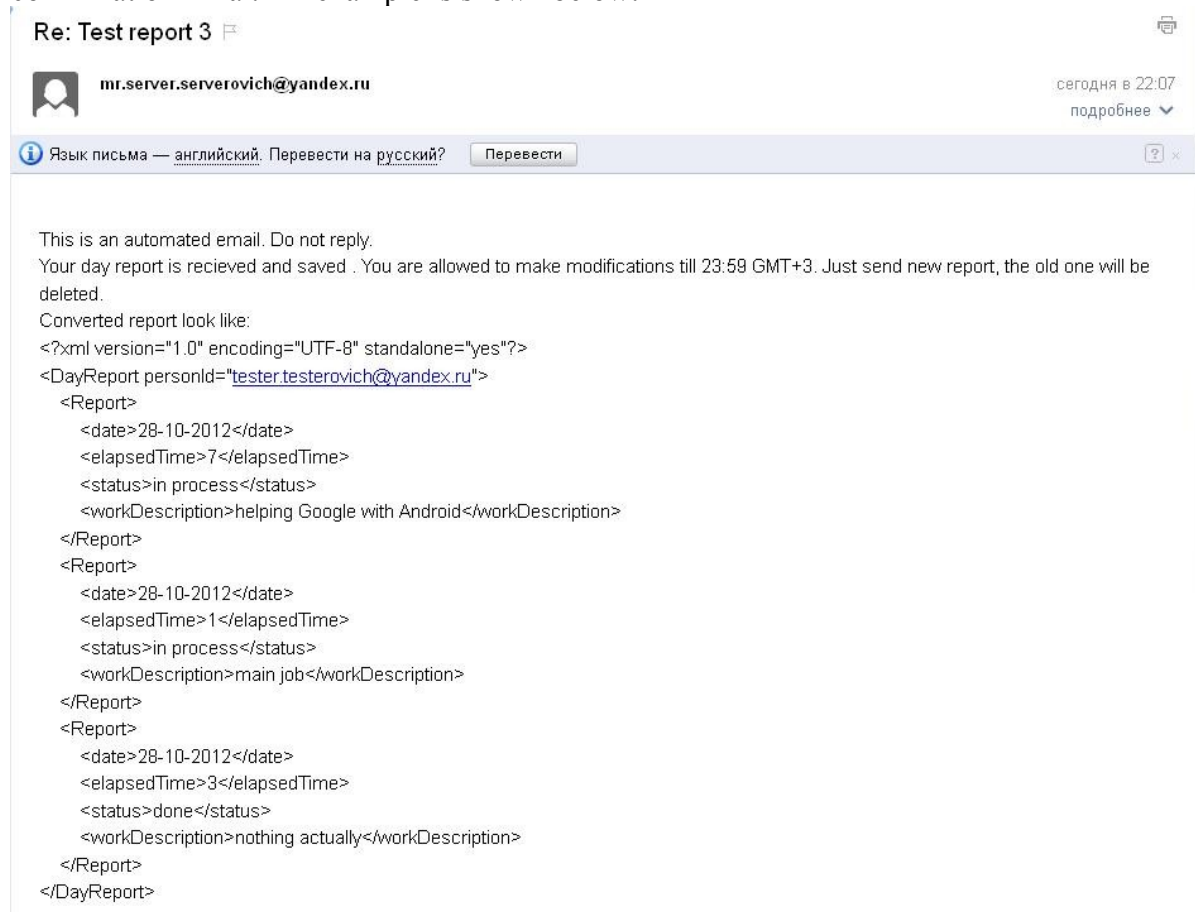 Re: Test report 3
mr.server.serverovich@yandex.ru
сегодня в 22:07
подробнее
Язык письма — английский. Перевести на русский? Перевести
This is an automated email. Do not reply.
Your day report is recieved and saved . You are allowed to make modifications till 23:59 GMT+3. Just send new report, the old one will be
deleted.
Converted report look like:
<?xml version="1.0" encoding="UTF-8" standalone="yes"?>
<DayReport personId="tester.testerovich@yandex.ru">
<Report>
<date>28-10-2012</date>
<elapsedTime>7</elapsedTime>
<status>in process</status>
<workDescription>helping Google with Android</workDescription>
</Report>
<Report>
<date>28-10-2012</date>
<elapsedTime>1</elapsedTime>
<status>in process</status>
<workDescription>main job</workDescription>
</Report>
<Report>
<date>28-10-2012</date>
<elapsedTime>3</elapsedTime>
<status>done</status>
<workDescription>nothing actually</workDescription>
</Report>
</DayReport>